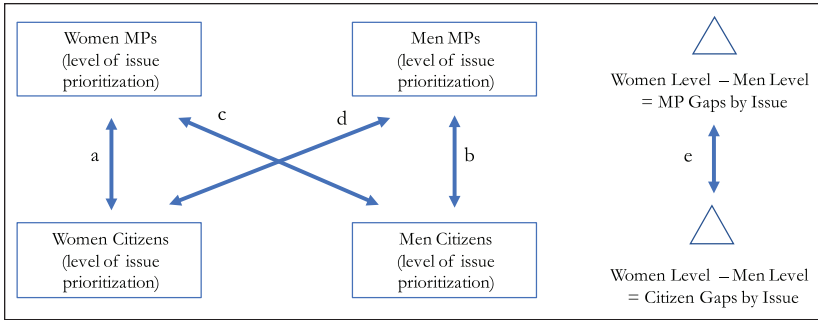 Women MPs
(level of issue
prioritization)
Men MPs
(level of issue
prioritization)
Women Level – Men Level
= MP Gaps by Issue
c
d
a
b
e
Women Citizens
(level of issue
prioritization)
Men Citizens
(level of issue
prioritization)
Women Level – Men Level
= Citizen Gaps by Issue